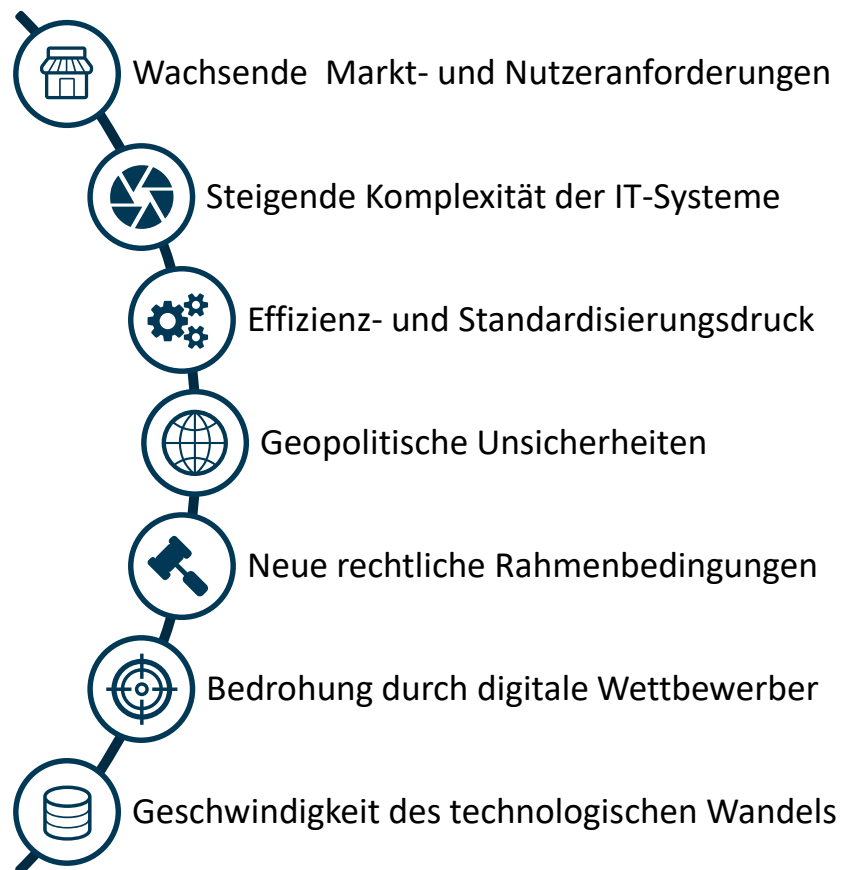 Wachsende  Markt- und Nutzeranforderungen
Steigende Komplexität der IT-Systeme
Effizienz- und Standardisierungsdruck
Geopolitische Unsicherheiten
Neue rechtliche Rahmenbedingungen
Bedrohung durch digitale Wettbewerber
Geschwindigkeit des technologischen Wandels